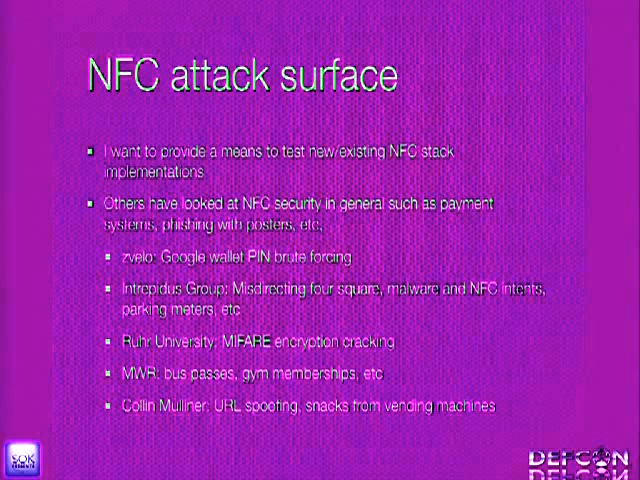 NFC attack surface
I want to provide a means to test new/existing NFC stack
implementations
Others have looked at NFC security in general such as payment
systems, phishing with posters, etc,
zvelo: Google wallet PIN brute forcing
Intrepidus Group: Misdirecting four square, malware and NFC intents,
parking meters, etc
Ruhr University: MIFARE encryption cracking
MWR: bus passes, gym memberships, etc
Collin Mulliner: URL spoofing, snacks from vending machines
DEFCON